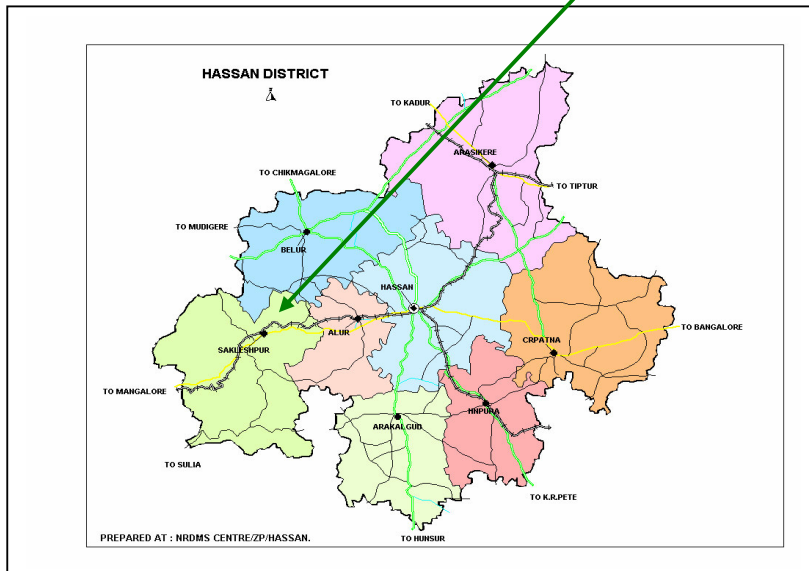 HASSAN DISTRICT
TO KADUR
ARASIKERE
TO CHIKMAGALORE
TO TIPTUR
TO MUDIGERE
BELUR
HASSAN
TO BANGALORE
ALUR
SAKLESHPUR
CRPATNA
TO MANGALORE
HNPURA
ARAKALGUD
TO SULIA
TO K.R.PETE
PREPARED AT : NRDMS CENTRE/ZP/HASSAN.
TO HUNSUR